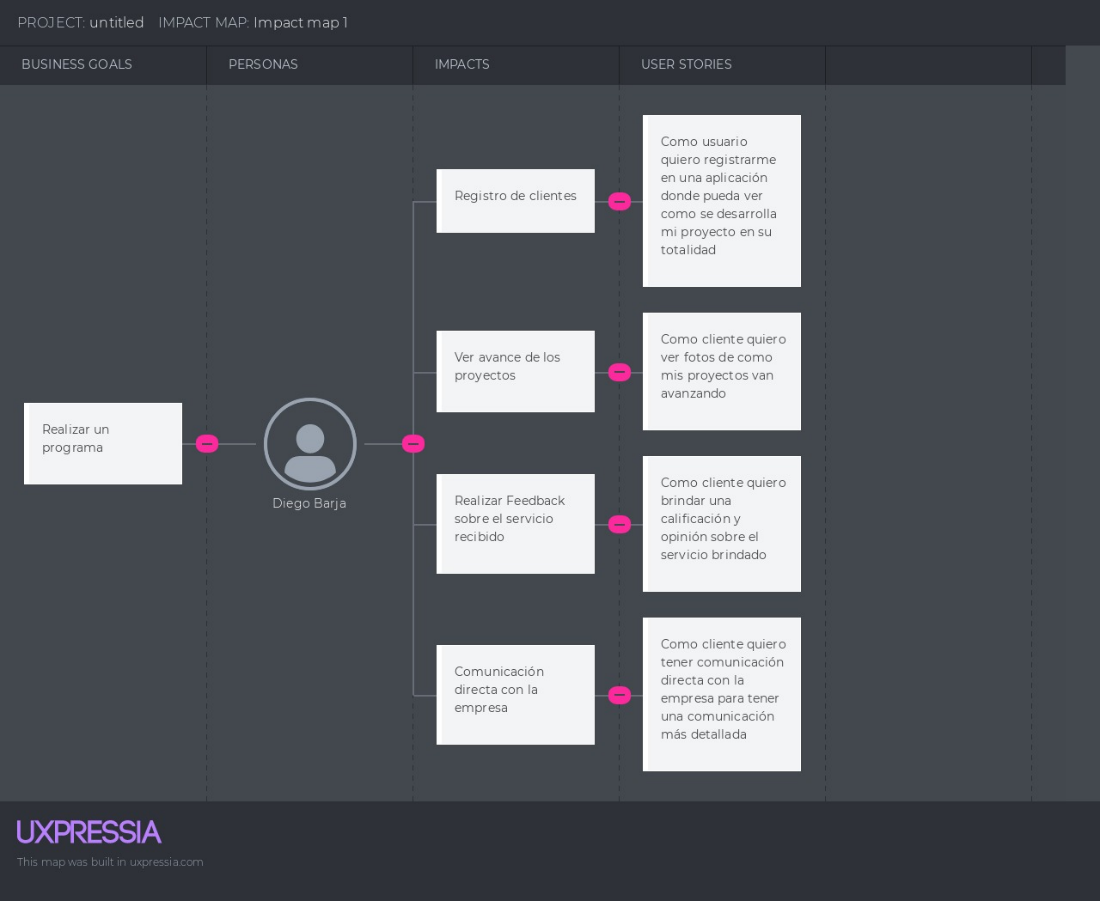 PROJECT: untitled IMPACT MAP: Impact map 1
BUSINESS GOALS
PERSONAS
IMPACTS
USER STORIES
Realizar un
programa
Diego Barja
Registro de clientes
Como usuario
quiero registrarme
en una aplicación
donde pueda ver
como se desarrolla
mi proyecto en su
totalidad
Ver avance de los
proyectos
Como cliente quiero
ver fotos de como
mis proyectos van
avanzando
Realizar Feedback
sobre el servicio
recibido
Como cliente quiero
brindar una
calificación y
opinión sobre el
servicio brindado
Comunicación
directa con la
empresa
Como cliente quiero
tener comunicación
directa con la
empresa para tener
una comunicación
más detallada
UXPRESSIA
This map was built in uxpressia.com